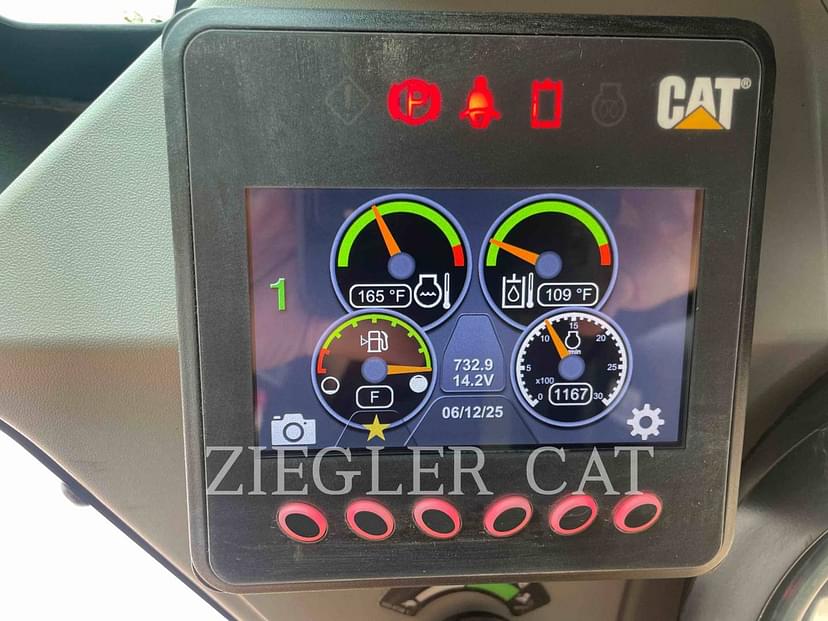 P
CAT®
1
165 °F
109 °F
F
732.9
14.2V
06/12/25
10
15
20
5
25
min
x100
0
1167
30
ZIEGLER CAT